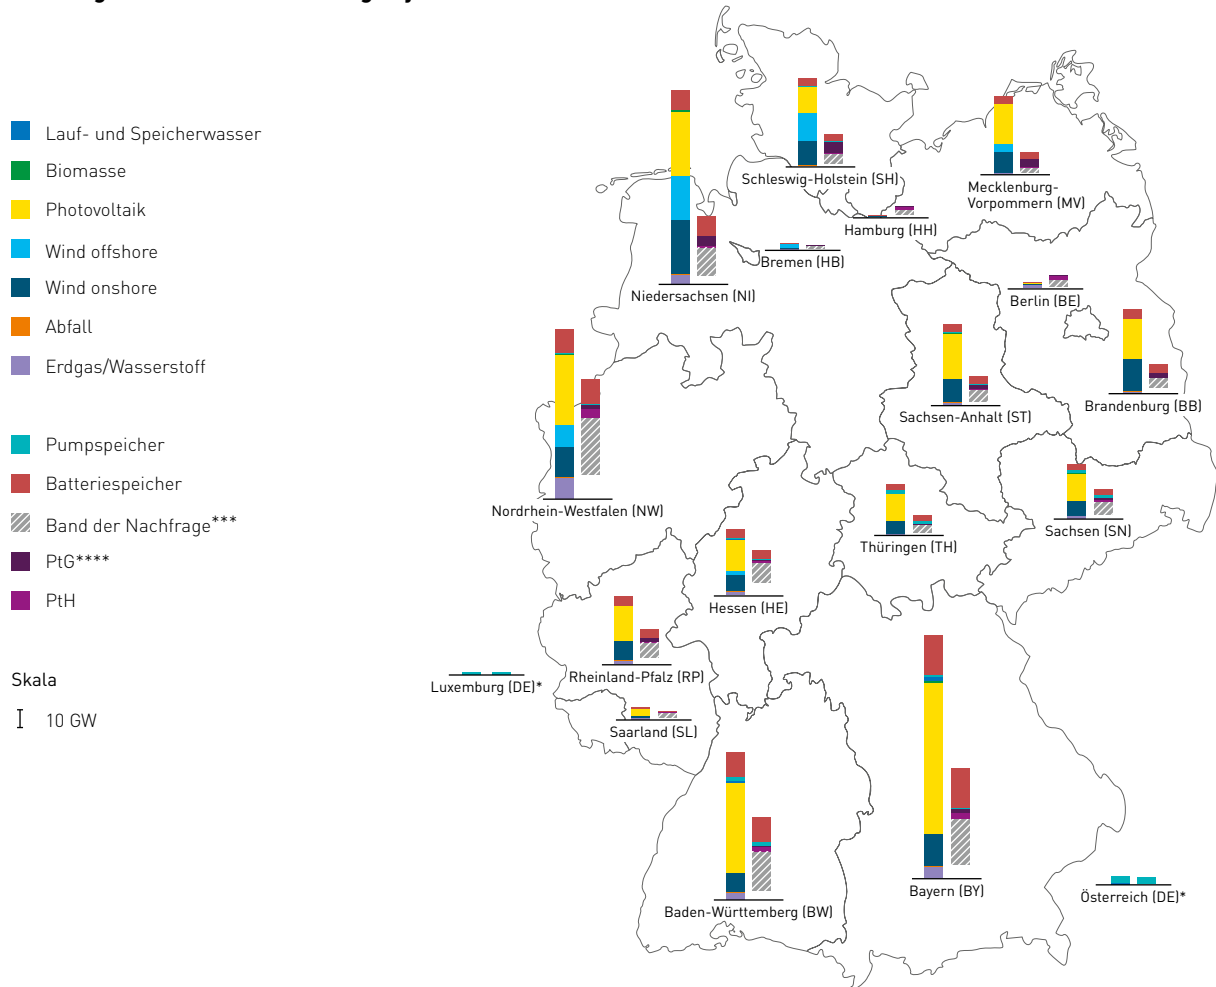 Lauf- und Speicherwasser
Biomasse
Photovoltaik
Wind offshore
Wind onshore
Abfall
Erdgas/Wasserstoff
Pumpspeicher
Batteriespeicher
Band der Nachfrage***
PtG****
PtH
Skala
10 GW
Schleswig-Holstein (SH)
Mecklenburg-
Vorpommern (MV)
Hamburg (HH)
Bremen (HB)
Niedersachsen (NI)
Berlin (BE)
Brandenburg (BB)
Sachsen-Anhalt (ST)
Nordrhein-Westfalen (NW)
Sachsen (SN)
Thüringen (TH)
Hessen (HE)
Rheinland-Pfalz (RP)
Luxemburg (DE)*
Saarland (SL)
Bayern (BY)
Österreich (DE)*
Baden-Württemberg (BW)